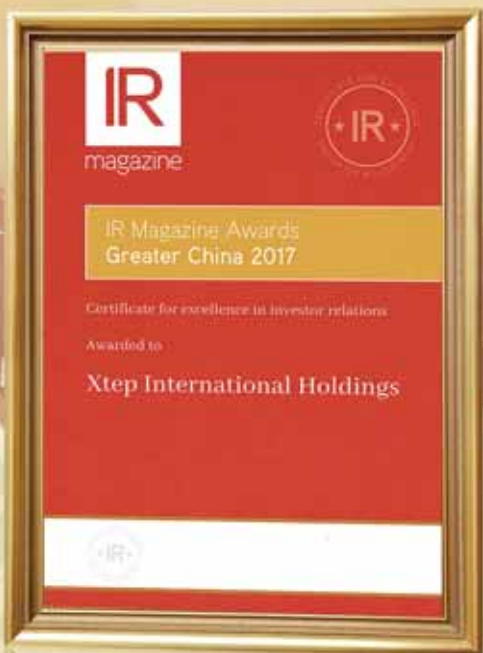 IR
magazine
IR
IR Magazine Awards
Greater China 2017
Certificate for excellence in investor relations
Awarded to
Xtep International Holdings
IR